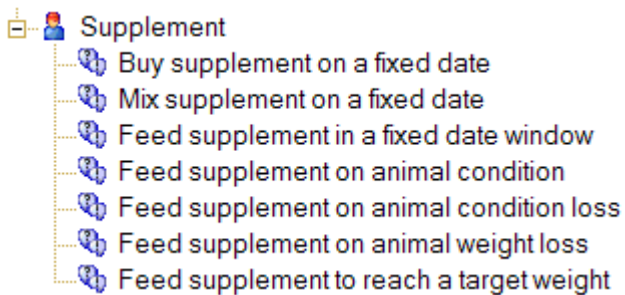 Supplement
Buy supplement on a fixed date
Mix supplement on a fixed date
Feed supplement in a fixed date window
Feed supplement on animal condition
Feed supplement on animal condition loss
Feed supplement on animal weight loss
Feed supplement to reach a target weight